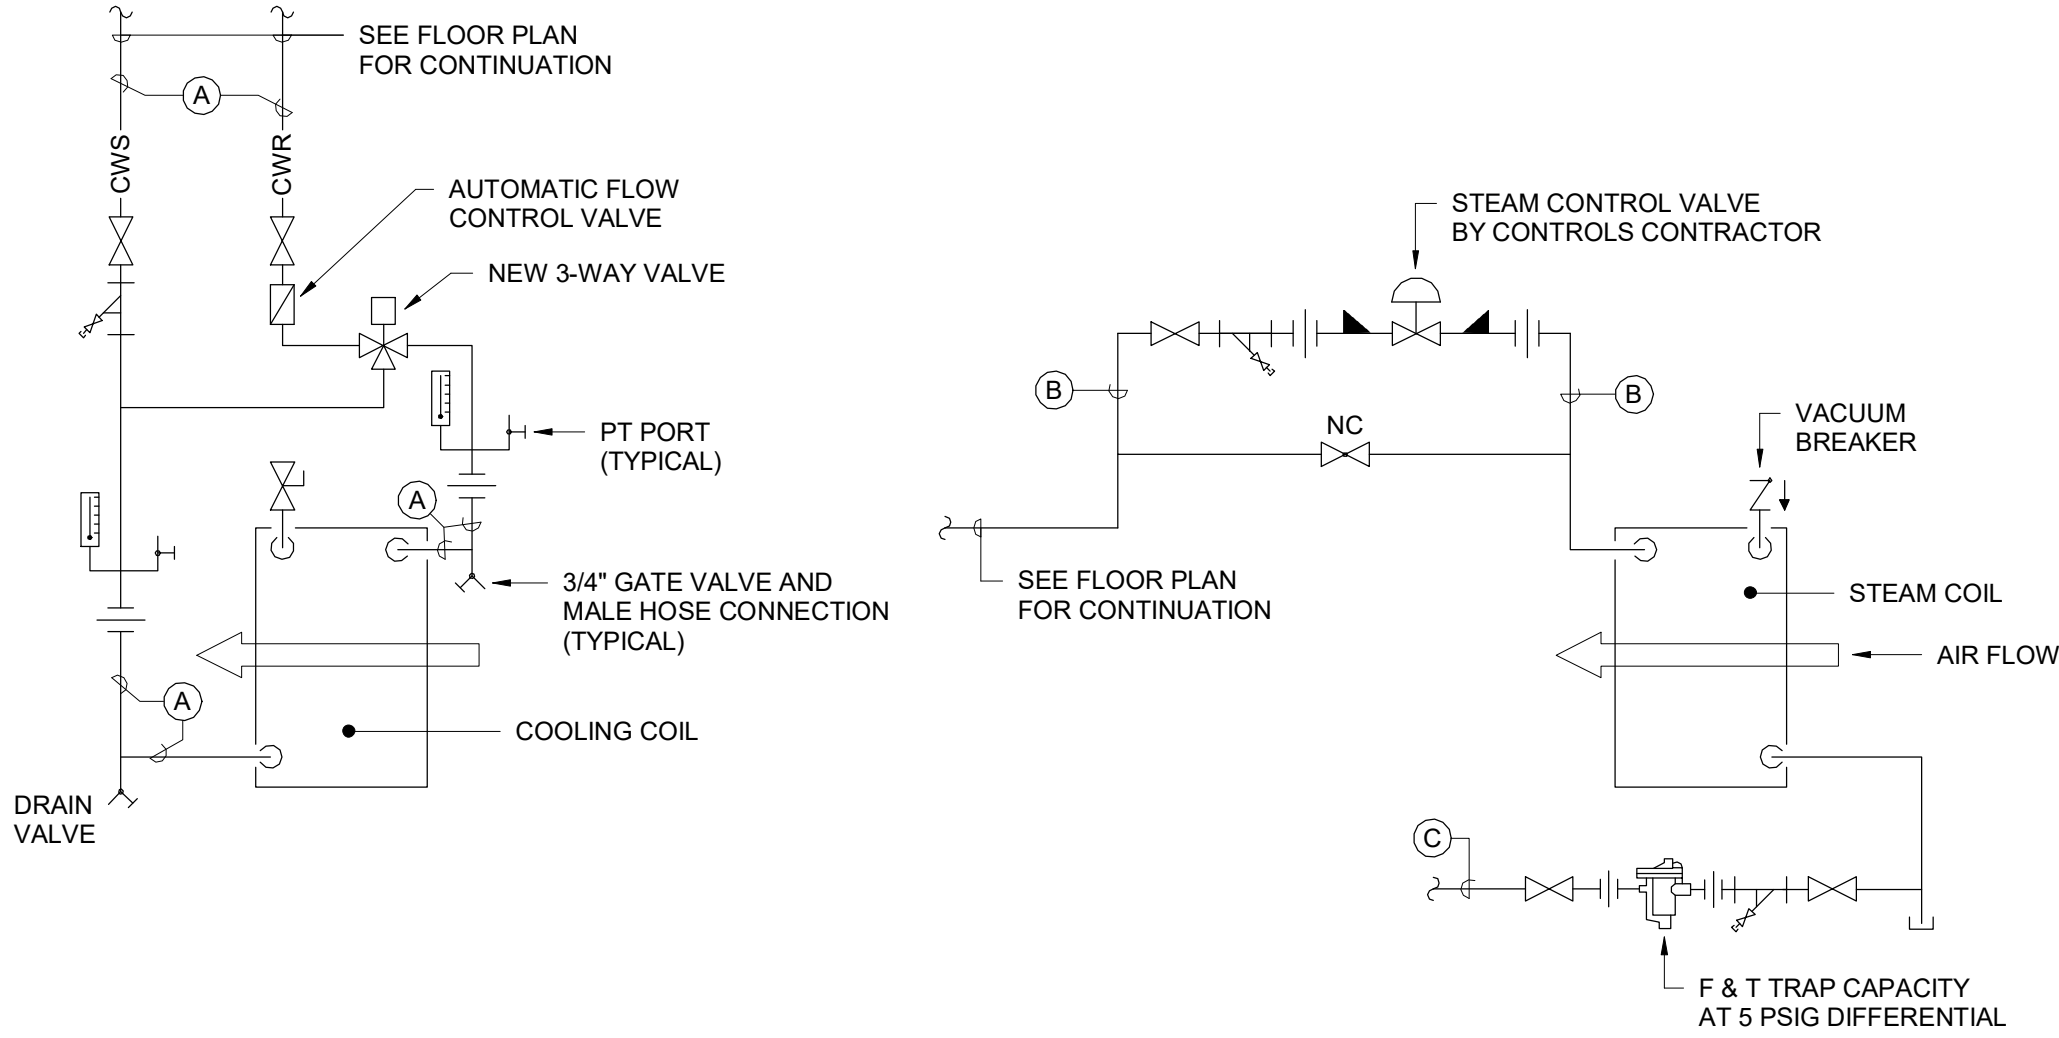 SEE FLOOR PLAN
FOR CONTINUATION
A
CWS
CWR
AUTOMATIC FLOW
CONTROL VALVE
NEW 3-WAY VALVE
PT PORT
(TYPICAL)
A
3/4" GATE VALVE AND
MALE HOSE CONNECTION
(TYPICAL)
A
COOLING COIL
DRAIN
VALVE
STEAM CONTROL VALVE
BY CONTROLS CONTRACTOR
B
B
NC
VACUUM
BREAKER
SEE FLOOR PLAN
FOR CONTINUATION
STEAM COIL
AIR FLOW
C
F & T TRAP CAPACITY
AT 5 PSIG DIFFERENTIAL